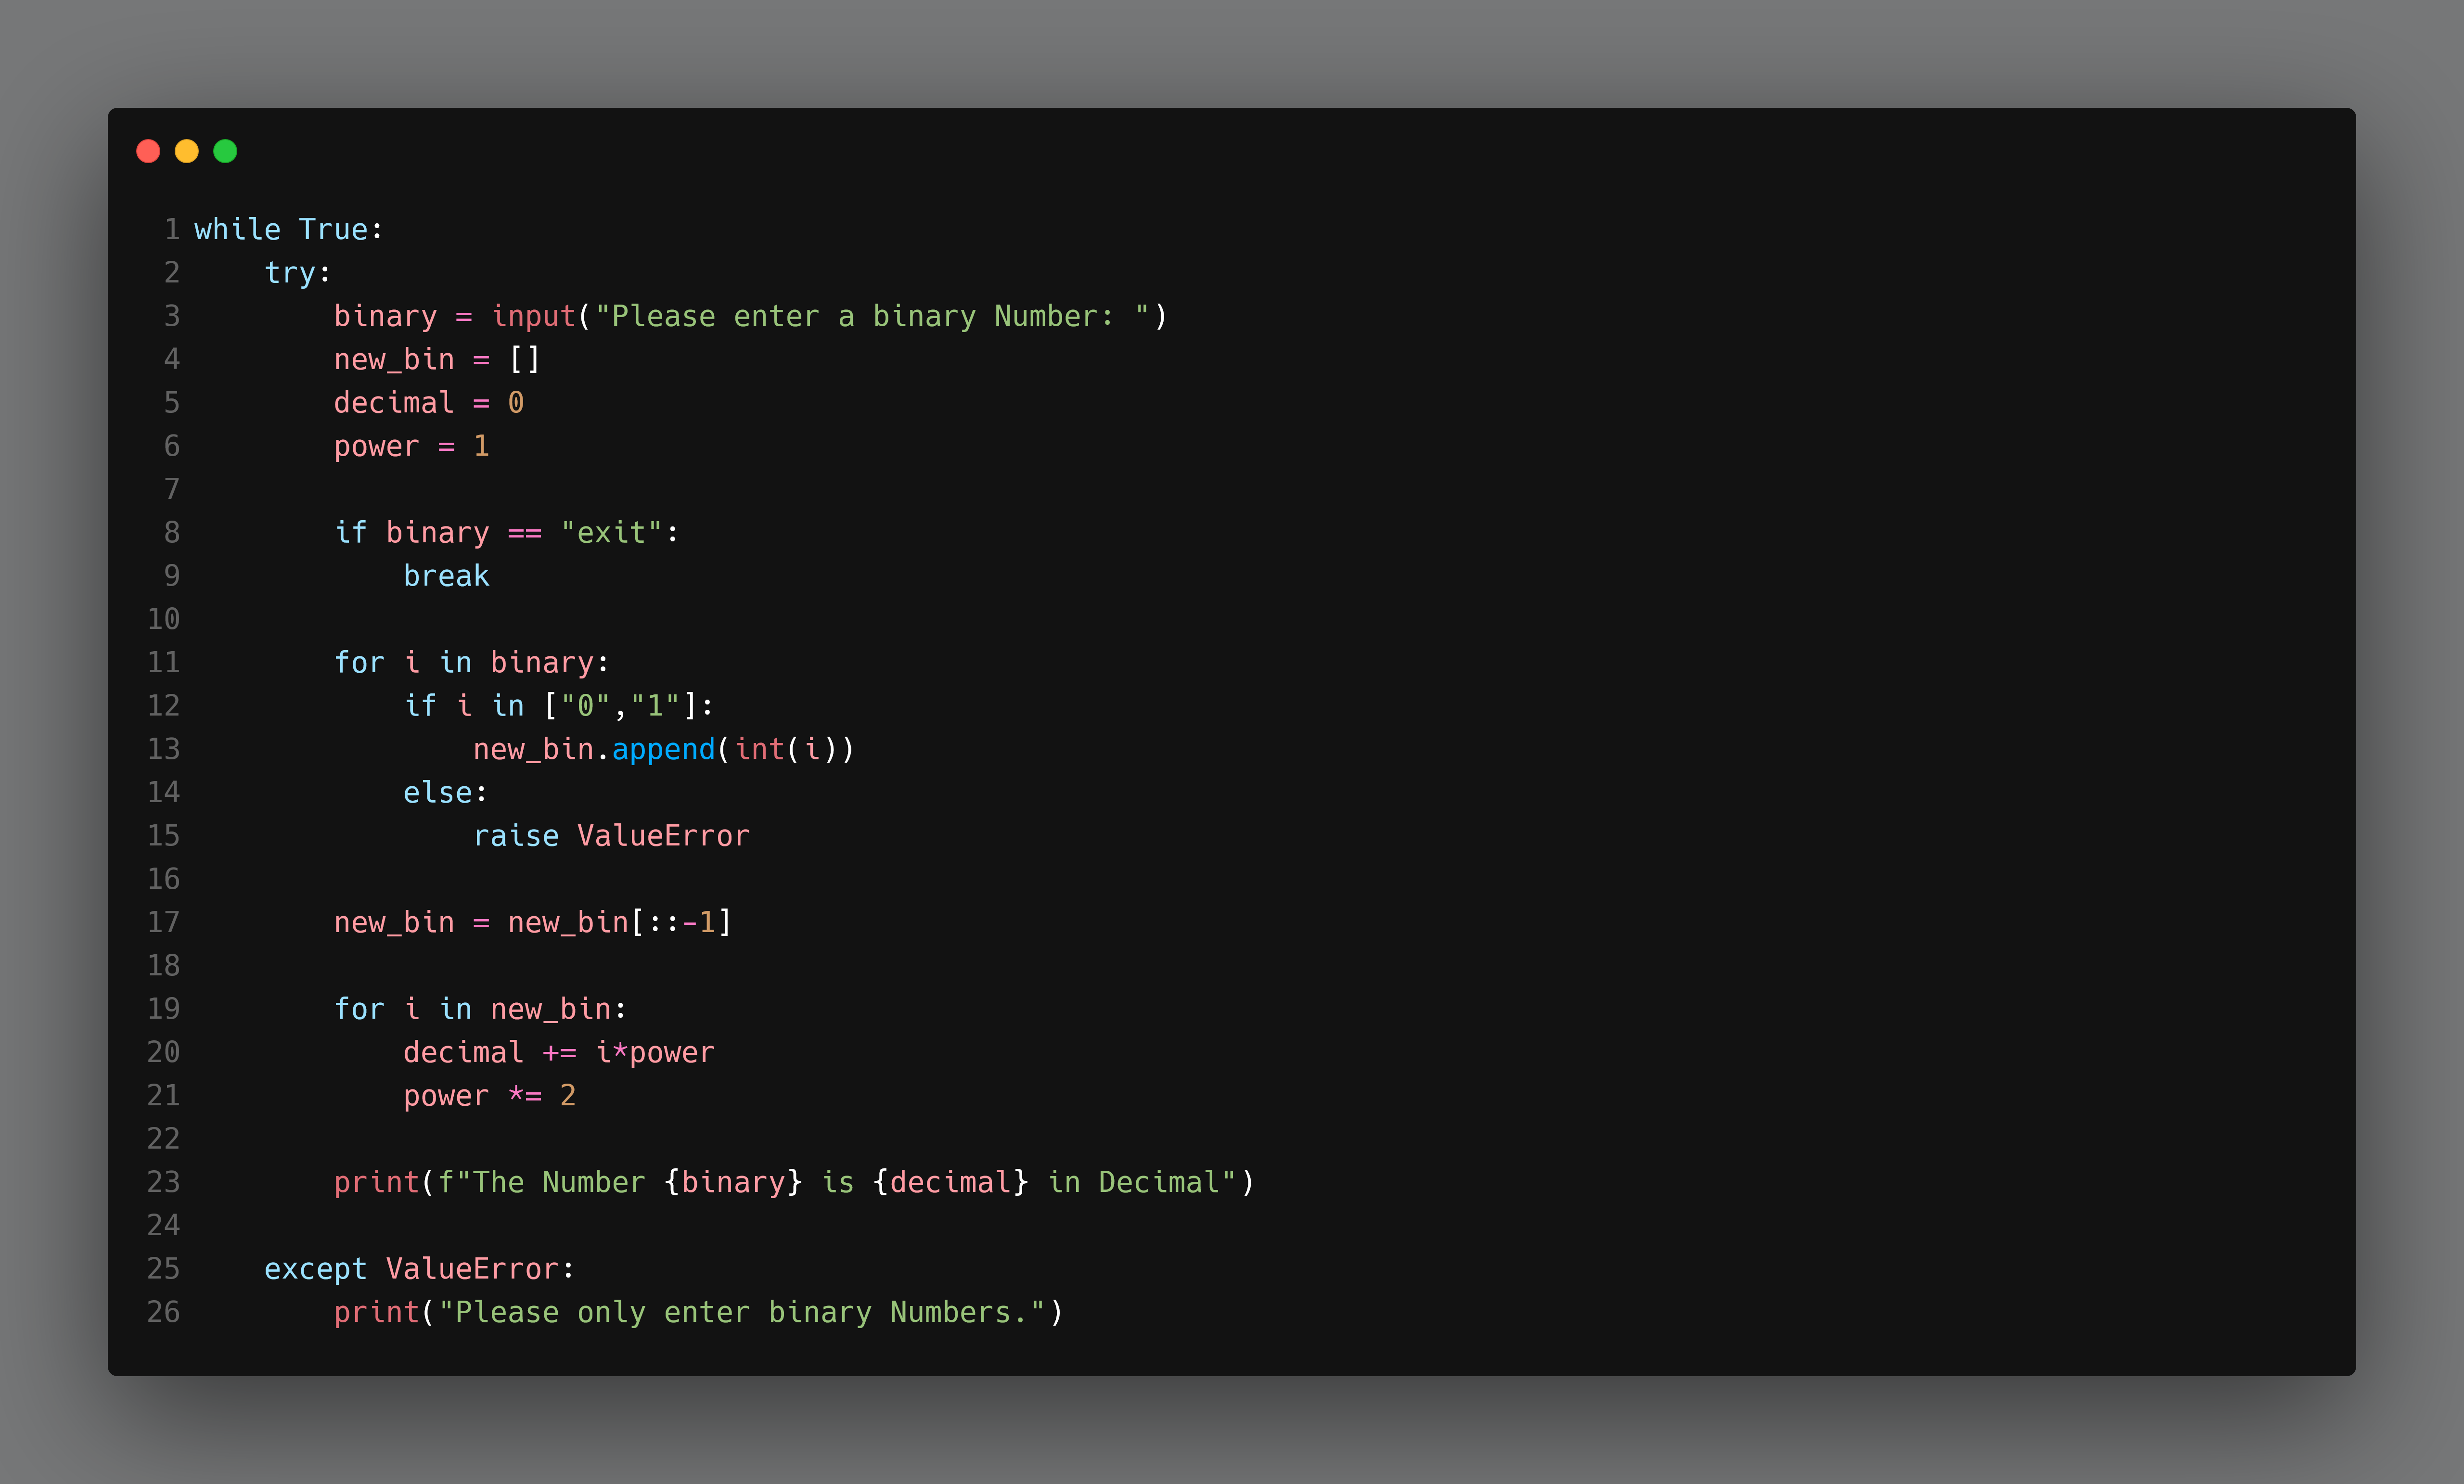 1 while True:
2     try:
3         binary = input("Please enter a binary Number: ")
4         new_bin = []
5         decimal = 0
6         power = 1
7
8         if binary == "exit":
9             break
10
11         for i in binary:
12             if i in ["0","1"]:
13                 new_bin.append(int(i))
14             else:
15                 raise ValueError
16
17         new_bin = new_bin[::-1]
18
19         for i in new_bin:
20             decimal += i*power
21             power *= 2
22
23         print(f"The Number {binary} is {decimal} in Decimal")
24
25     except ValueError:
26         print("Please only enter binary Numbers.")